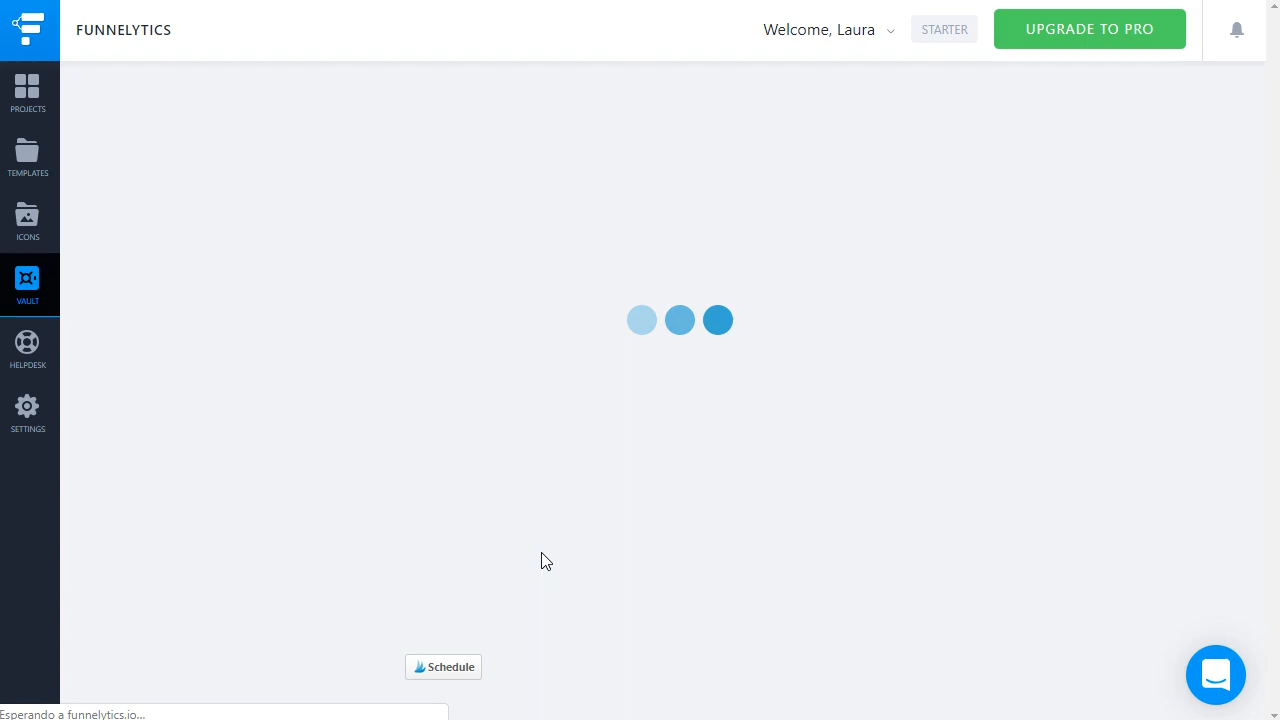 FUNNELYTICS
Welcome, Laura
STARTER
UPGRADE TO PRO
PROJECTS
TEMPLATES
ICONS
VAULT
HELPDESK
SETTINGS
Schedule
Esperando a funnelytics.io...